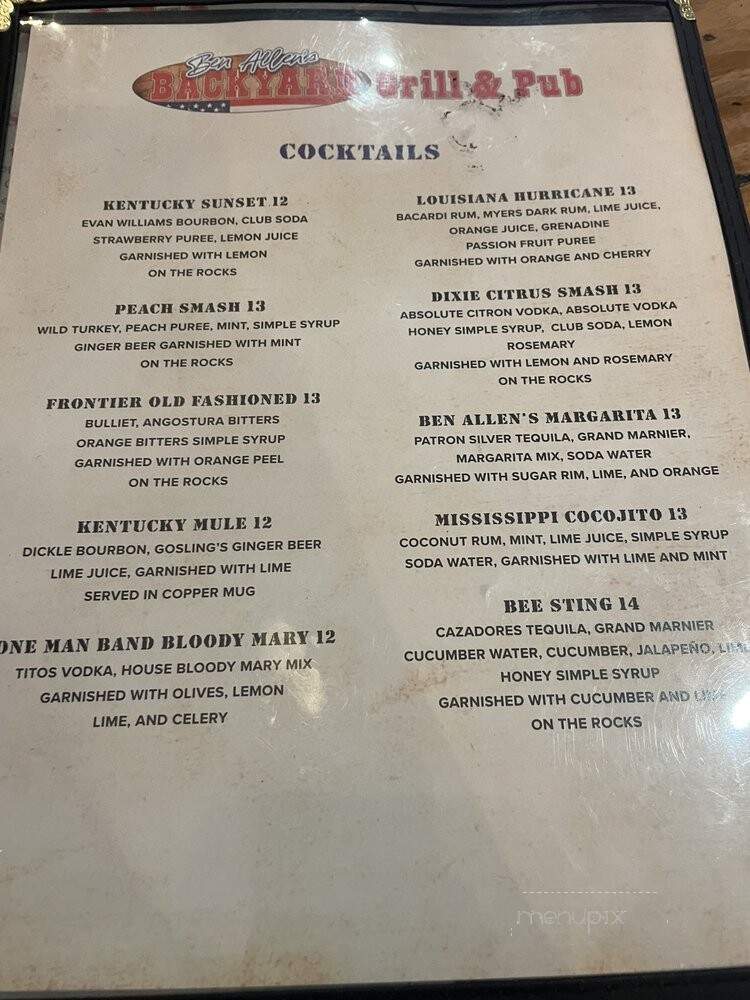 Ben Allen's
BACKYARD Grill & Pub
COCKTAILS
KENTUCKY SUNSET 12
EVAN WILLIAMS BOURBON, CLUB SODA
STRAWBERRY PUREE, LEMON JUICE
GARNISHED WITH LEMON
ON THE ROCKS
PEACH SMASH 13
WILD TURKEY, PEACH PUREE, MINT, SIMPLE SYRUP
GINGER BEER GARNISHED WITH MINT
ON THE ROCKS
FRONTIER OLD FASHIONED 13
BULLIET, ANGOSTURA BITTERS
ORANGE BITTERS SIMPLE SYRUP
GARNISHED WITH ORANGE PEEL
ON THE ROCKS
KENTUCKY MULE 12
DICKLE BOURBON, GOSLING'S GINGER BEER
LIME JUICE, GARNISHED WITH LIME
SERVED IN COPPER MUG
ONE MAN BAND BLOODY MARY 12
TITOS VODKA, HOUSE BLOODY MARY MIX
GARNISHED WITH OLIVES, LEMON
LIME, AND CELERY
LOUISIANA HURRICANE 13
BACARDI RUM, MYERS DARK RUM, LIME JUICE,
ORANGE JUICE, GRENADINE
PASSION FRUIT PUREE
GARNISHED WITH ORANGE AND CHERRY
DIXIE CITRUS SMASH 13
ABSOLUTE CITRON VODKA, ABSOLUTE VODKA
HONEY SIMPLE SYRUP, CLUB SODA, LEMON
ROSEMARY
GARNISHED WITH LEMON AND ROSEMARY
ON THE ROCKS
BEN ALLEN'S MARGARITA 13
PATRON SILVER TEQUILA, GRAND MARNIER,
MARGARITA MIX, SODA WATER
GARNISHED WITH SUGAR RIM, LIME, AND ORANGE
MISSISSIPPI COCOJITO 13
COCONUT RUM, MINT, LIME JUICE, SIMPLE SYRUP
SODA WATER, GARNISHED WITH LIME AND MINT
BEE STING 14
CAZADORES TEQUILA, GRAND MARNIER
CUCUMBER WATER, CUCUMBER, JALAPEÑO, LIME
HONEY SIMPLE SYRUP
GARNISHED WITH CUCUMBER AND LIME
ON THE ROCKS
menupix